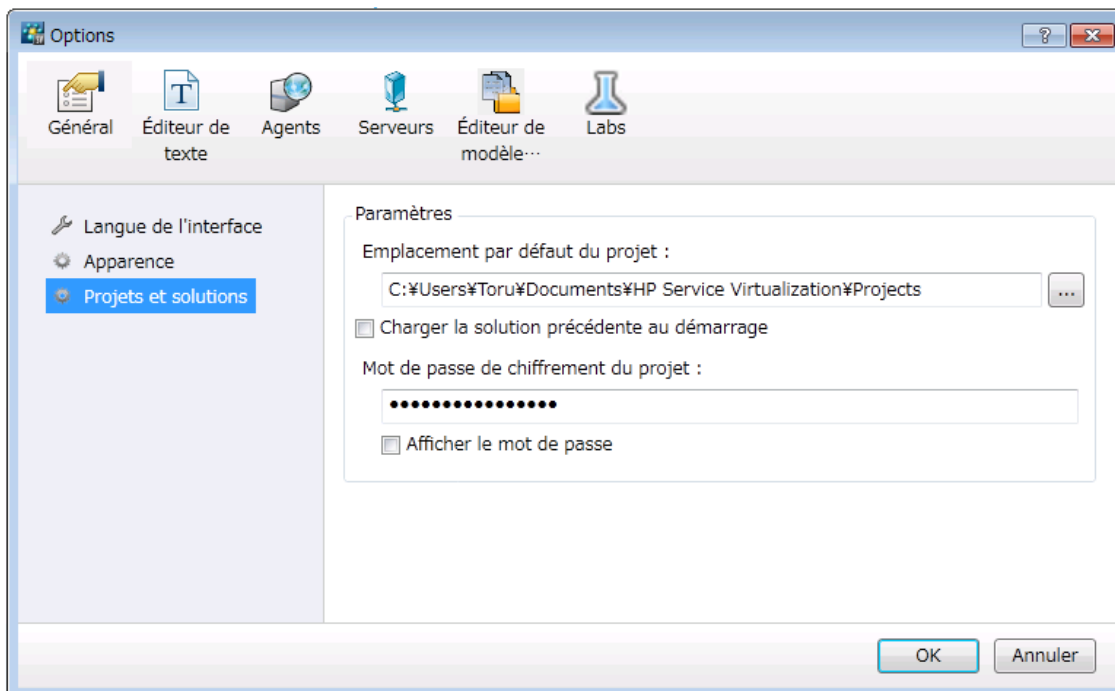 Options
Général
Éditeur de
texte
Agents
Serveurs
Éditeur de
modèle…
Labs
Langue de l'interface
Apparence
Projets et solutions
Paramètres
Emplacement par défaut du projet :
C:¥Users¥Toru¥Documents¥HP Service Virtualization¥Projects
...
Charger la solution précédente au démarrage
Mot de passe de chiffrement du projet :
••••••••••••••••
Afficher le mot de passe
OK
Annuler